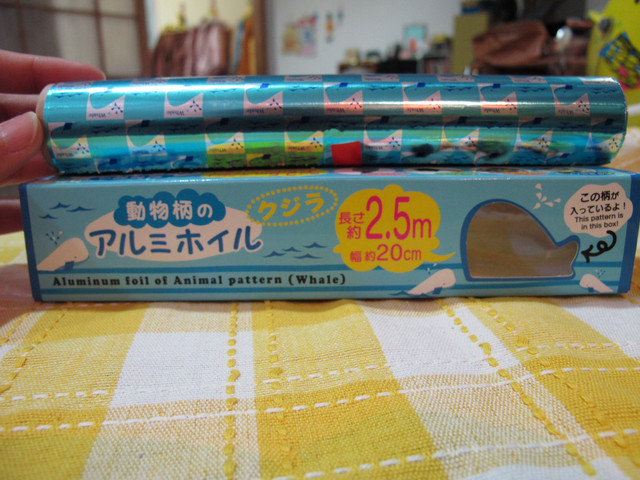 動物柄の
アルミホイル
クジラ
長さ
約2.5m
幅約20cm
この柄が
入っているよ!
This pattern is
in this box!
Aluminum foil of Animal pattern (Whale)